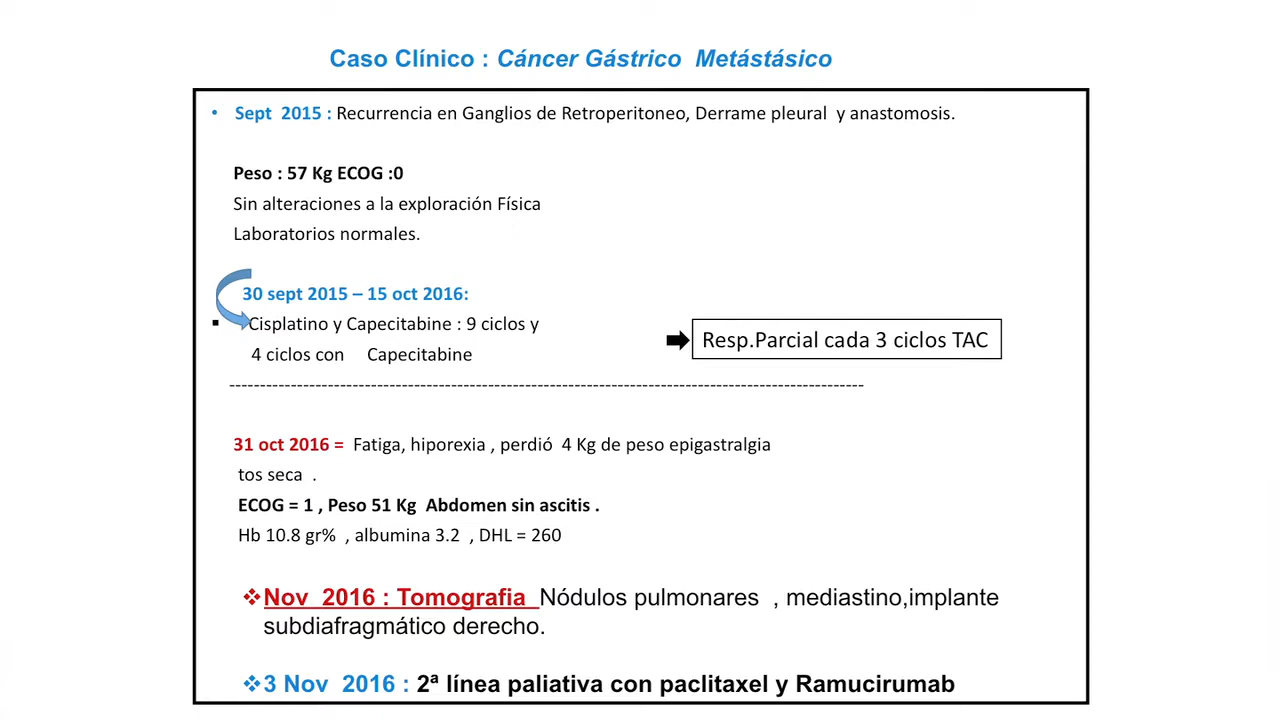 Caso Clínico : Cáncer Gástrico Metástásico
• Sept 2015 : Recurrencia en Ganglios de Retroperitoneo, Derrame pleural y anastomosis.
Peso : 57 Kg ECOG :0
Sin alteraciones a la exploración Física
Laboratorios normales.
30 sept 2015 – 15 oct 2016:
▪ Cisplatino y Capecitabine : 9 ciclos y
4 ciclos con Capecitabine
Resp.Parcial cada 3 ciclos TAC
31 oct 2016 = Fatiga, hiporexia , perdió 4 Kg de peso epigastralgia
tos seca .
ECOG = 1 , Peso 51 Kg Abdomen sin ascitis .
Hb 10.8 gr% , albumina 3.2 , DHL = 260
❖Nov 2016 : Tomografia Nódulos pulmonares , mediastino,implante
subdiafragmático derecho.
❖3 Nov 2016 : 2ª línea paliativa con paclitaxel y Ramucirumab